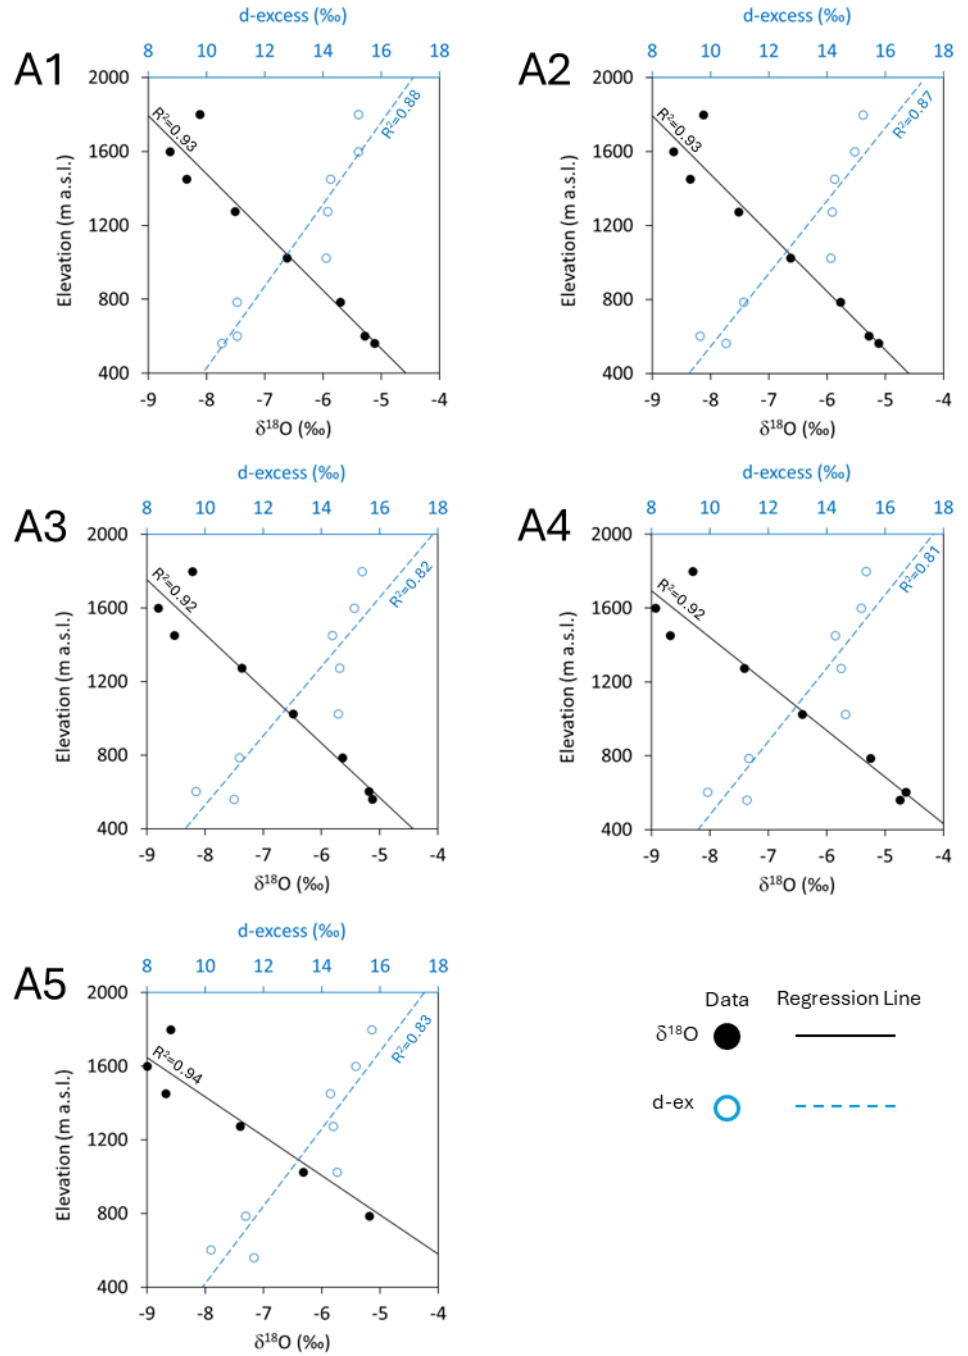 d-excess (‰)
8 10 12 14 16 18
A1
2000
1600
1200
800
400
Elevation (m a.s.l.)
R²=0.93
R²=0.88
-9 -8 -7 -6 -5 -4
δ¹⁸O (‰)
d-excess (‰)
8 10 12 14 16 18
A2
2000
1600
1200
800
400
Elevation (m a.s.l.)
R²=0.93
R²=0.87
-9 -8 -7 -6 -5 -4
δ¹⁸O (‰)
d-excess (‰)
8 10 12 14 16 18
A3
2000
1600
1200
800
400
Elevation (m a.s.l.)
R²=0.92
R²=0.82
-9 -8 -7 -6 -5 -4
δ¹⁸O (‰)
d-excess (‰)
8 10 12 14 16 18
A4
2000
1600
1200
800
400
Elevation (m a.s.l.)
R²=0.92
R²=0.81
-9 -8 -7 -6 -5 -4
δ¹⁸O (‰)
d-excess (‰)
8 10 12 14 16 18
A5
2000
1600
1200
800
400
Elevation (m a.s.l.)
R²=0.94
R²=0.83
-9 -8 -7 -6 -5 -4
δ¹⁸O (‰)
Data Regression Line
δ¹⁸O
d-ex